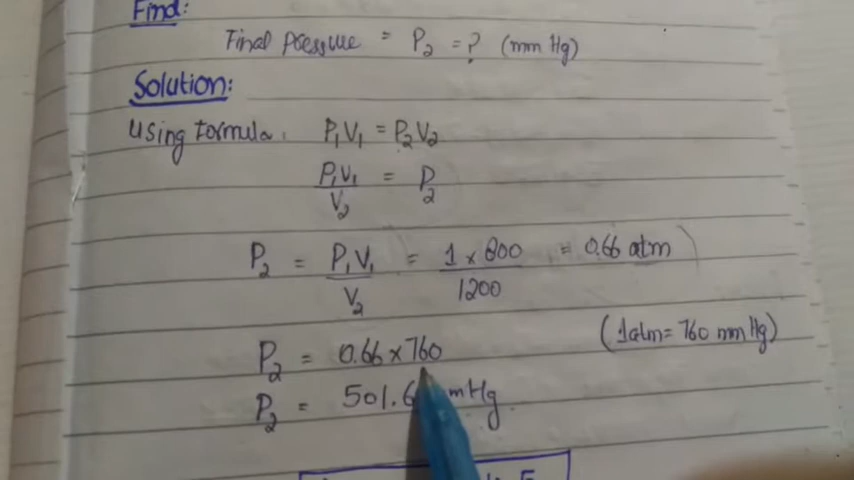 Find:
Final Pressure = P₂ = ? (mm Hg)
Solution:
Using Formula. P₁V₁ = P₂V₂
P₁V₁ / V₂ = P₂
P₂ = P₁V₁ / V₂ = 1 x 800 / 1200 = 0.66 atm
(1atm = 760 mm Hg)
P₂ = 0.66 x 760
P₂ = 501.6 mHg